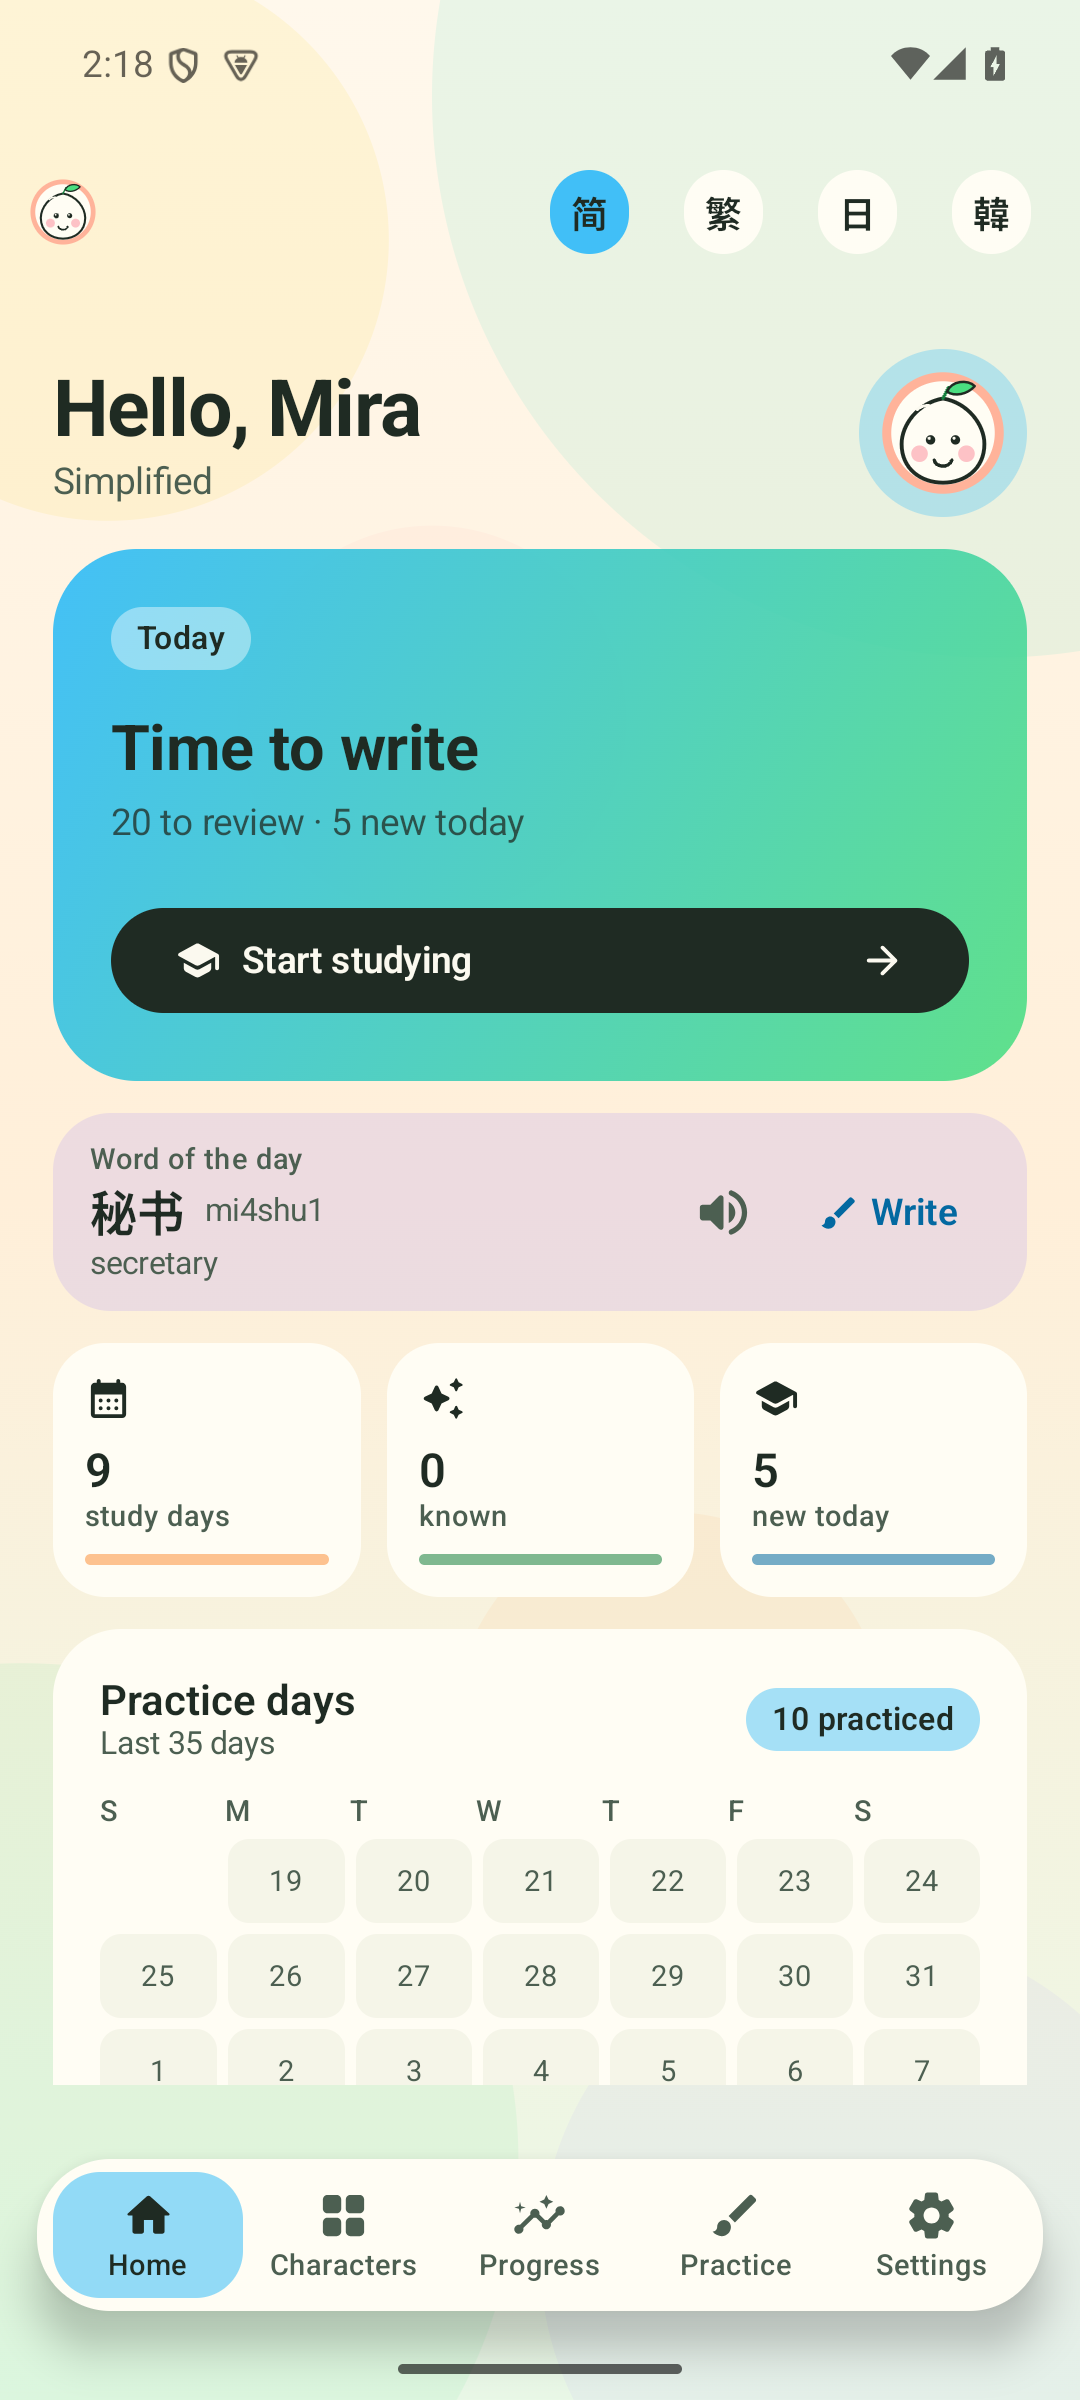 2:18
简 繁 日 韓
Hello, Mira
Simplified
Today
Time to write
20 to review · 5 new today
Start studying
Word of the day
秘书 mi4shu1
secretary
Write
9
study days
0
known
5
new today
Practice days
Last 35 days
10 practiced
S M T W T F S
19 20 21 22 23 24
25 26 27 28 29 30 31
1 2 3 4 5 6 7
Home Characters Progress Practice Settings